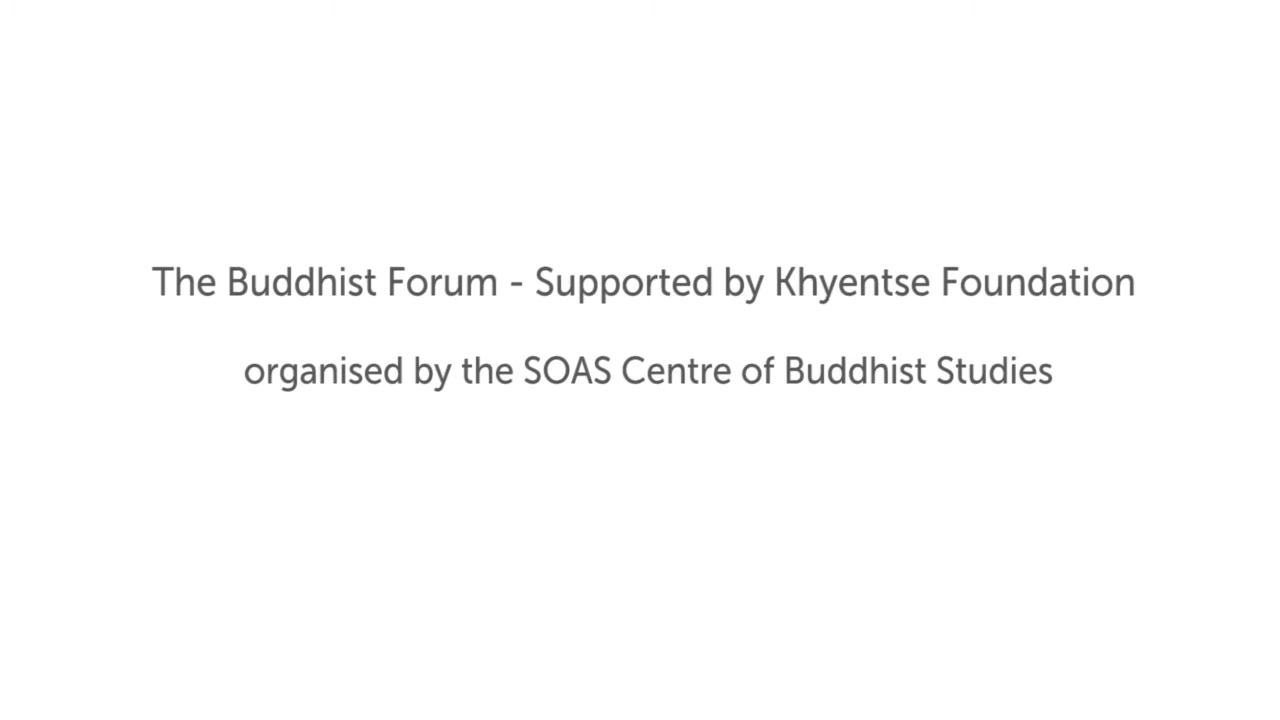 The Buddhist Forum - Supported by Khyentse Foundation
organised by the SOAS Centre of Buddhist Studies